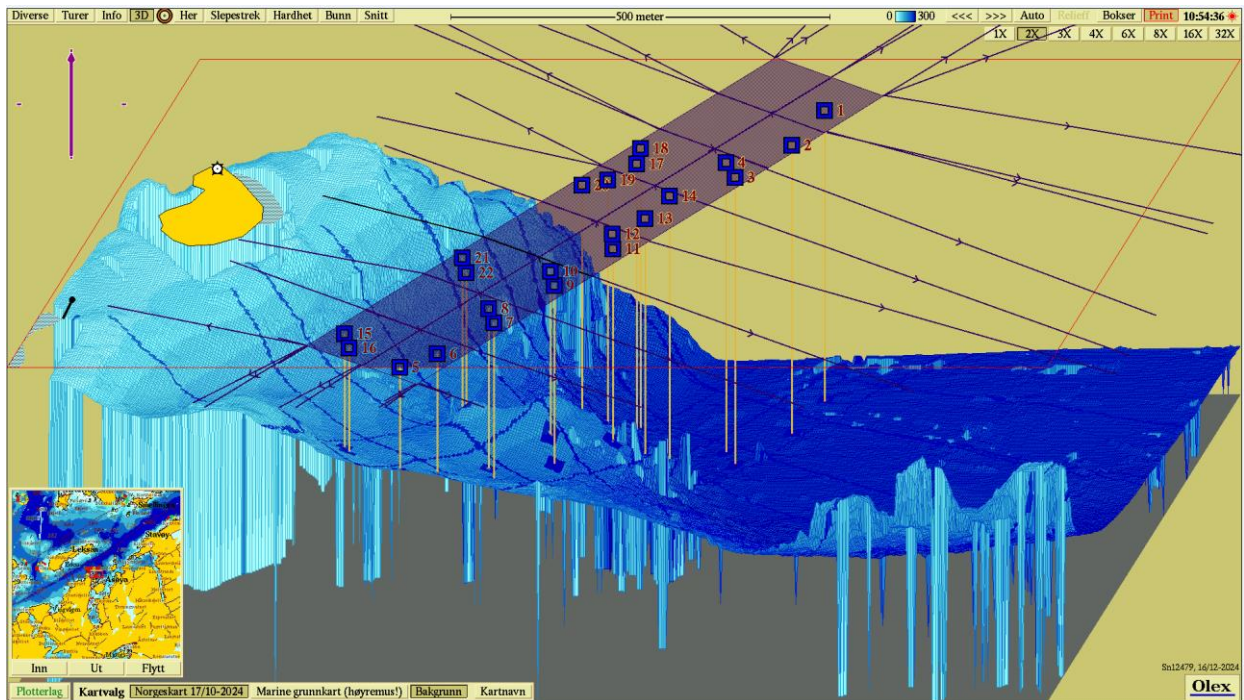 Diverse Turer Info 3D Her Slepestrek Hardhet Bunn Snitt 500 meter 0 300 <<< >>> Auto Relieff Bokser Print 10:54:36
1X 2X 3X 4X 6X 8X 16X 32X
1
2
18
17
4
3
19
14
13
12
11
21
22
10
9
8
7
15
16
6
5
Leksa
Stavøy
Agdenes
Inn Ut Flytt
Sn12479, 16/12-2024
Plotterlag Kartvalg Norgeskart 17/10-2024 Marine grunnkart (høyremus!) Bakgrunn Kartnavn Olex